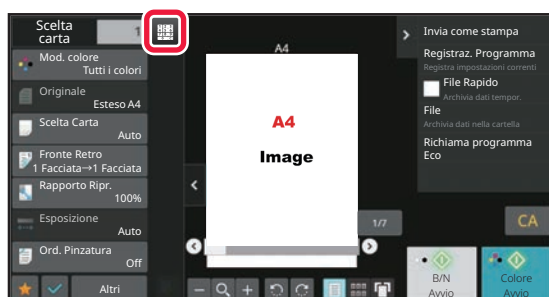 Scelta
carta
1
Mod. colore
Tutti i colori
Originale
Esteso A4
Scelta Carta
Auto
Fronte Retro
1 Facciata→1 Facciata
Rapporto Ripr.
100%
Esposizione
Auto
Ord. Pinzatura
Off
Altri
A4
A4
Image
1/7
Invia come stampa
Registraz. Programma
Registra impostazioni correnti
File Rapido
Archivia dati tempor.
File
Archivia dati nella cartella
Richiama programma
Eco
CA
B/N
Avvio
Colore
Avvio